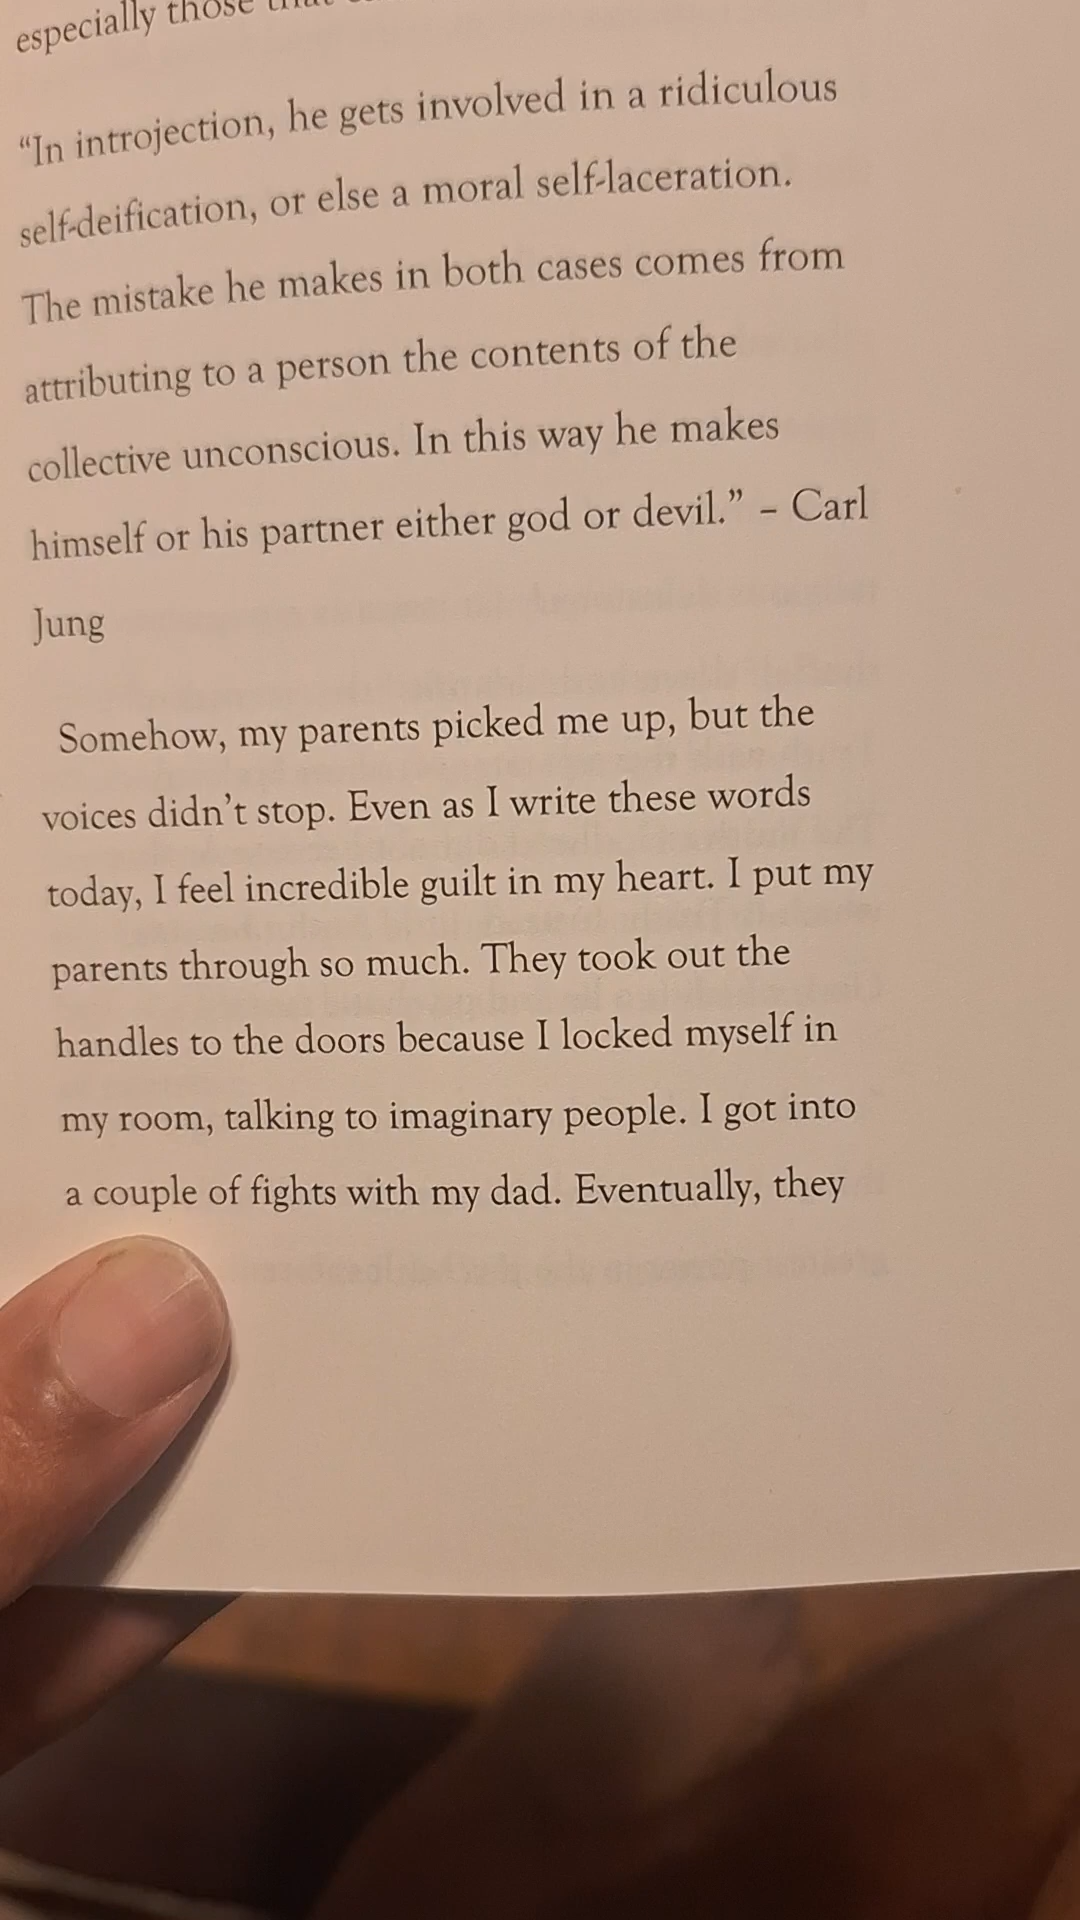 especially those
“In introjection, he gets involved in a ridiculous
self-deification, or else a moral self-laceration.
The mistake he makes in both cases comes from
attributing to a person the contents of the
collective unconscious. In this way he makes
himself or his partner either god or devil.” – Carl
Jung
Somehow, my parents picked me up, but the
voices didn’t stop. Even as I write these words
today, I feel incredible guilt in my heart. I put my
parents through so much. They took out the
handles to the doors because I locked myself in
my room, talking to imaginary people. I got into
a couple of fights with my dad. Eventually, they